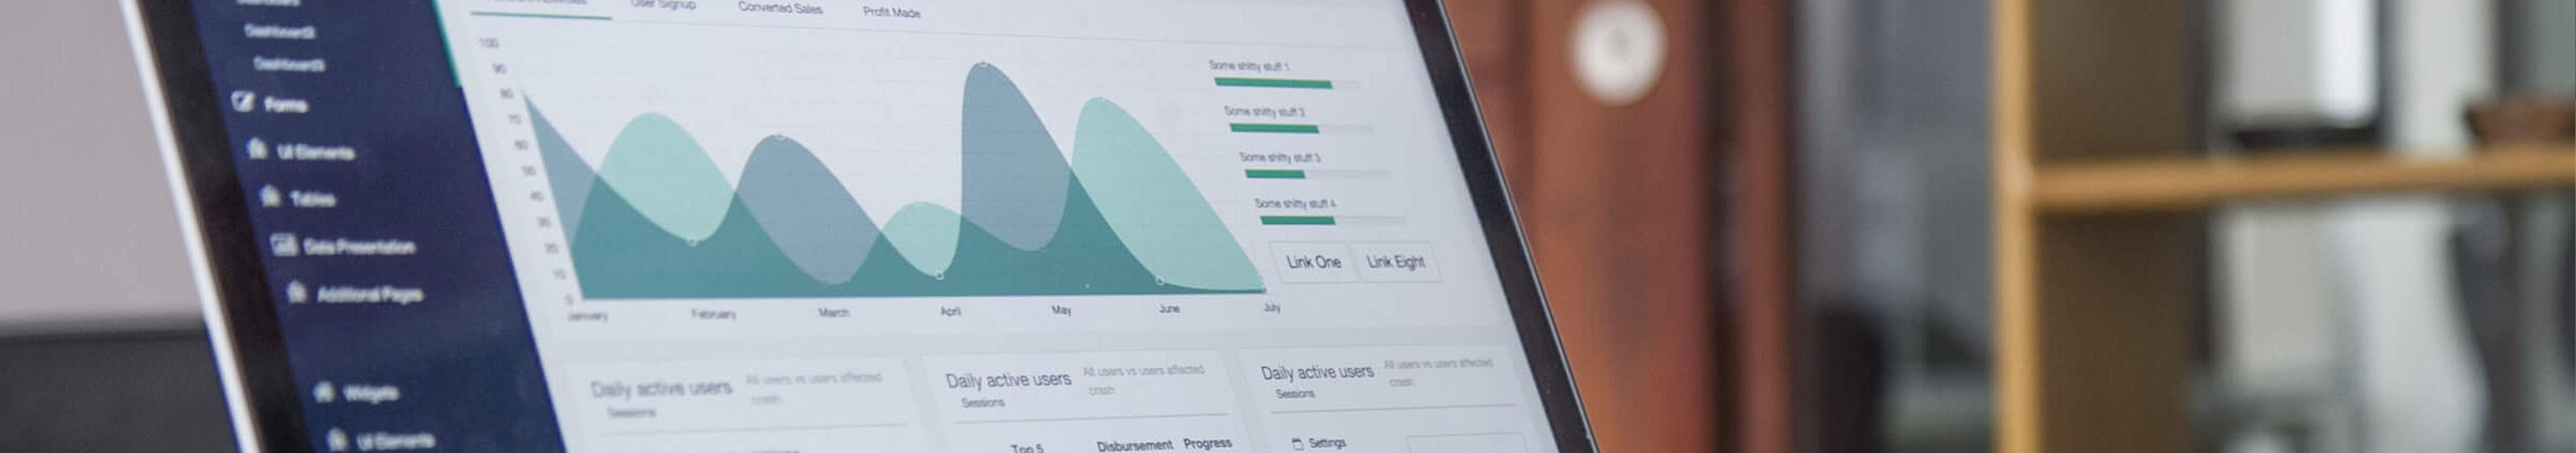 Dashboard2
Dashboard3
Forms
UI Elements
Tables
Data Presentation
Additional Pages
Widgets
UI Elements
User Signup
Converted Sales
Profit Made
100
90
80
70
60
50
40
30
20
10
0
January
February
March
April
May
June
July
Some shitty stuff 1
Some shitty stuff 2
Some shitty stuff 3
Some shitty stuff 4
Link One
Link Eight
Daily active users
All users vs users affected
crash
Sessions
Daily active users
All users vs users affected
crash
Sessions
Top 5
Disbursement
Progress
Daily active users
All users vs users affected
crash
Sessions
Settings